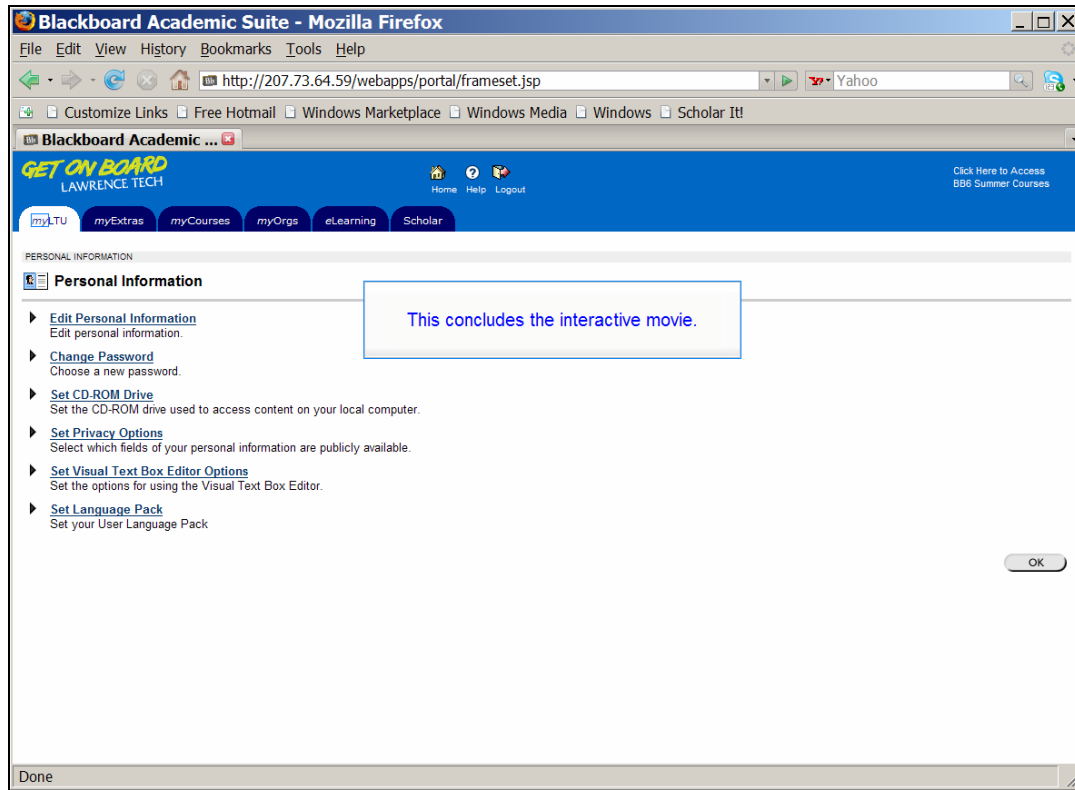 Blackboard Academic Suite - Mozilla Firefox
File Edit View History Bookmarks Tools Help
http://207.73.64.59/webapps/portal/frameset.jsp Yahoo
Customize Links Free Hotmail Windows Marketplace Windows Media Windows Scholar It!
Blackboard Academic ...
GET ON BOARD
LAWRENCE TECH
Home Help Logout
Click Here to Access
BB6 Summer Courses
myLTU myExtras myCourses myOrgs eLearning Scholar
PERSONAL INFORMATION
Personal Information
This concludes the interactive movie.
Edit Personal Information
Edit personal information.
Change Password
Choose a new password.
Set CD-ROM Drive
Set the CD-ROM drive used to access content on your local computer.
Set Privacy Options
Select which fields of your personal information are publicly available.
Set Visual Text Box Editor Options
Set the options for using the Visual Text Box Editor.
Set Language Pack
Set your User Language Pack
OK
Done